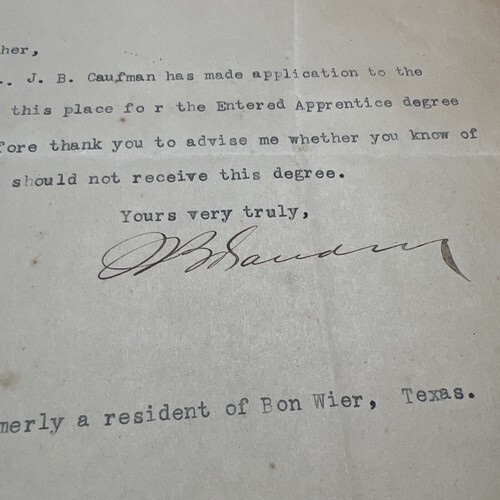 her,
. J. B. Caufman has made application to the
this place fo r the Entered Apprentice degree
fore thank you to advise me whether you know of
should not receive this degree.
Yours very truly,
merly a resident of Bon Wier, Texas.